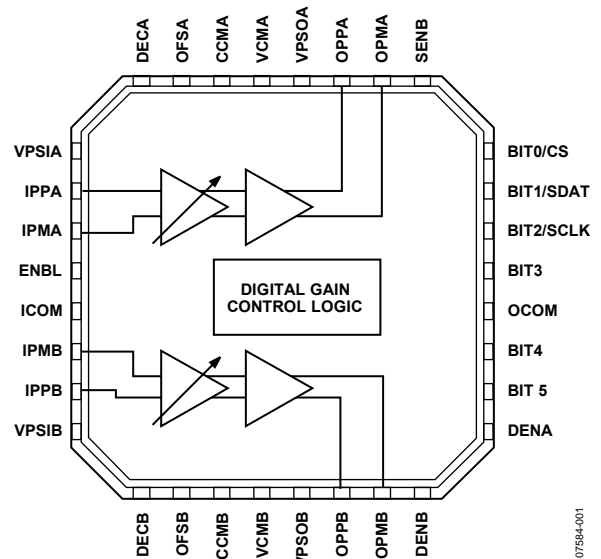 DECA
OFSA
CCMA
VCMA
VPSOA
OPPA
OPMA
SENB
VPSIA
IPPA
IPMA
ENBL
ICOM
IPMB
IPPB
VPSIB
DIGITAL GAIN
CONTROL LOGIC
BIT0/CS
BIT1/SDAT
BIT2/SCLK
BIT3
OCOM
BIT4
BIT 5
DENA
DECB
OFSB
CCMB
VCMB
VPSOB
OPPB
OPMB
DENB
07584-001